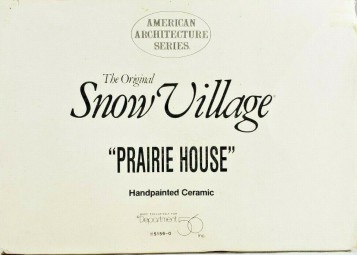 AMERICAN
ARCHITECTURE
SERIES
The Original
Snow Village
"PRAIRIE HOUSE"
Handpainted Ceramic
Department 56